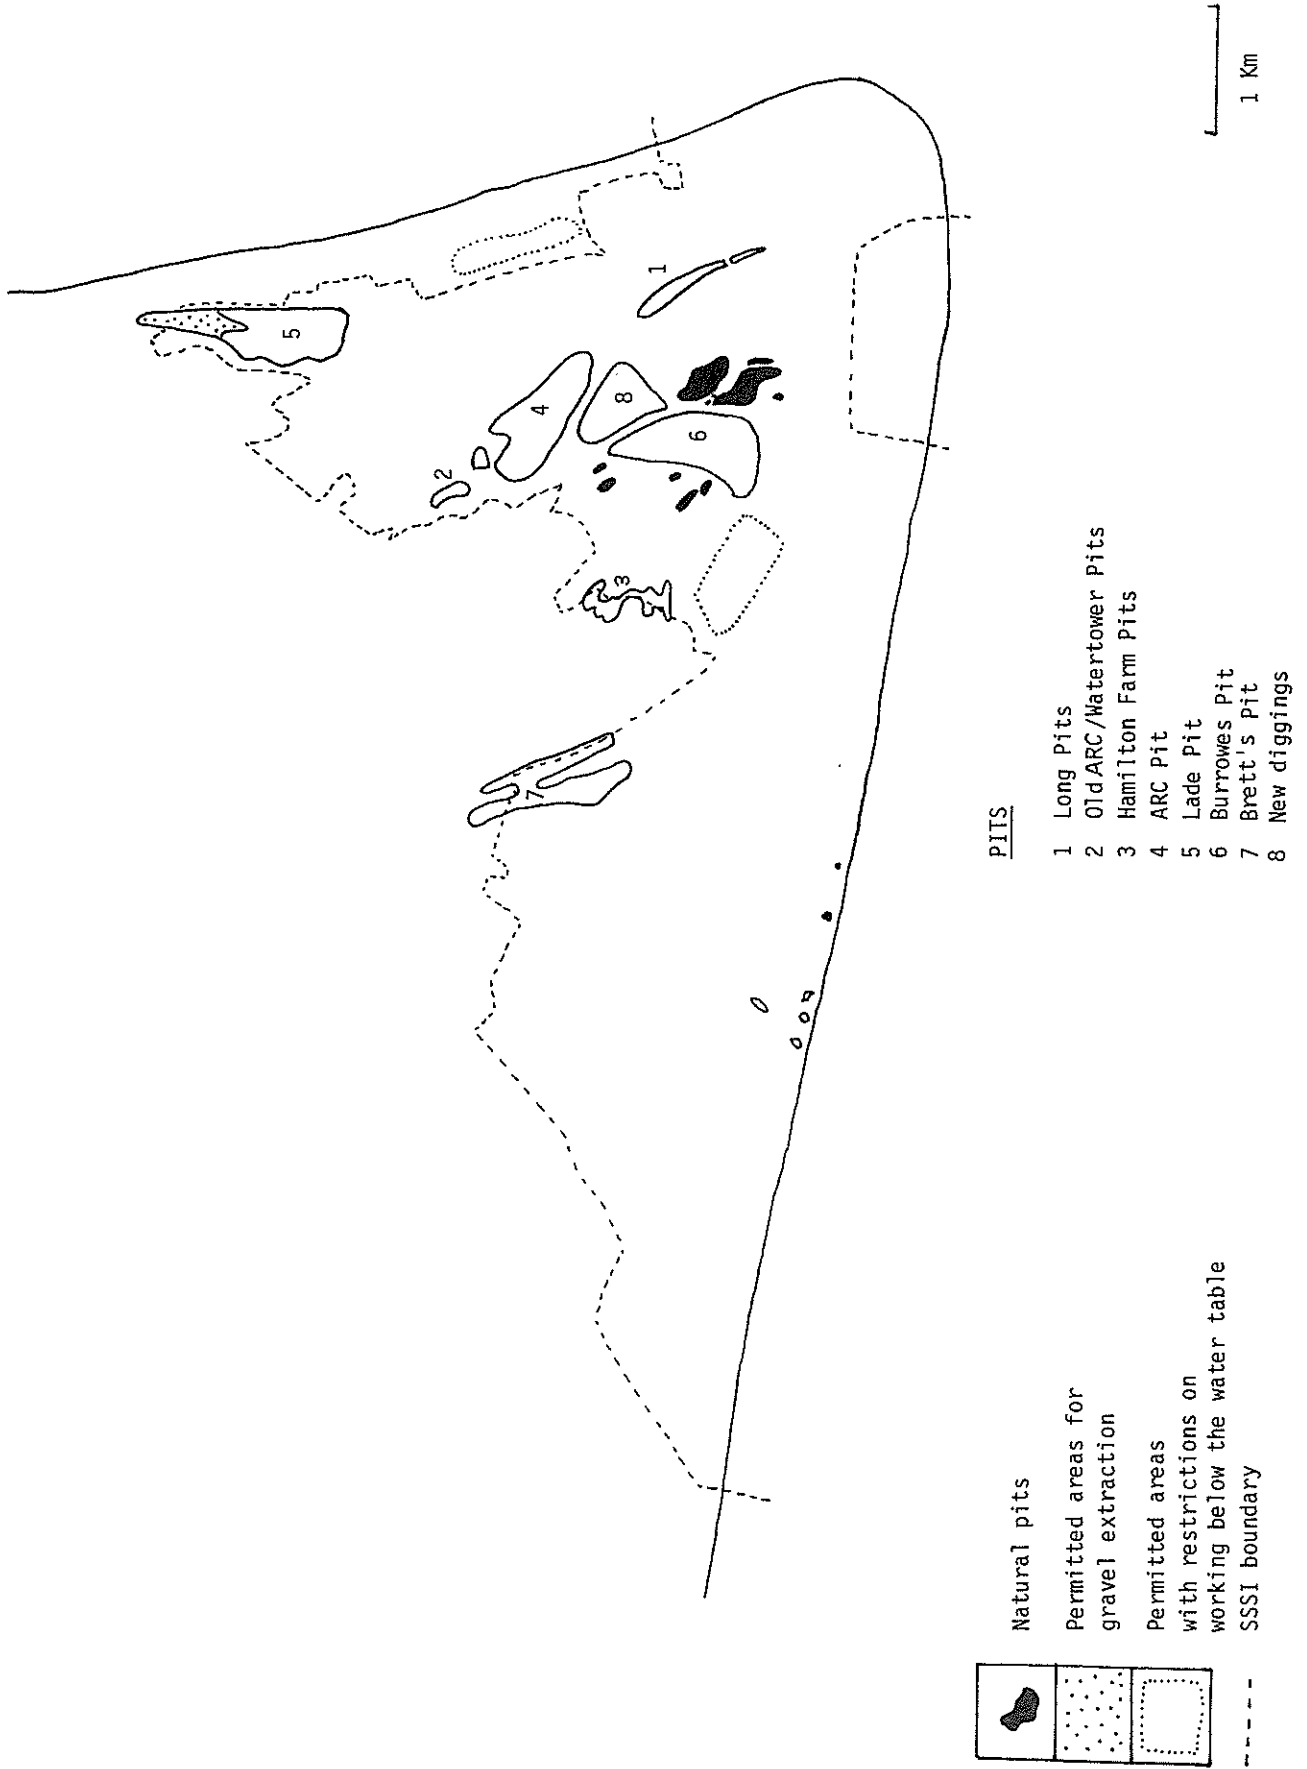 1
2
3
4
5
6
7
8
1 Km
PITS
1 Long Pits
2 Old ARC/Watertower Pits
3 Hamilton Farm Pits
4 ARC Pit
5 Lade Pit
6 Burrowes Pit
7 Brett's Pit
8 New diggings
Natural pits
Permitted areas for
gravel extraction
Permitted areas
with restrictions on
working below the water table
SSSI boundary